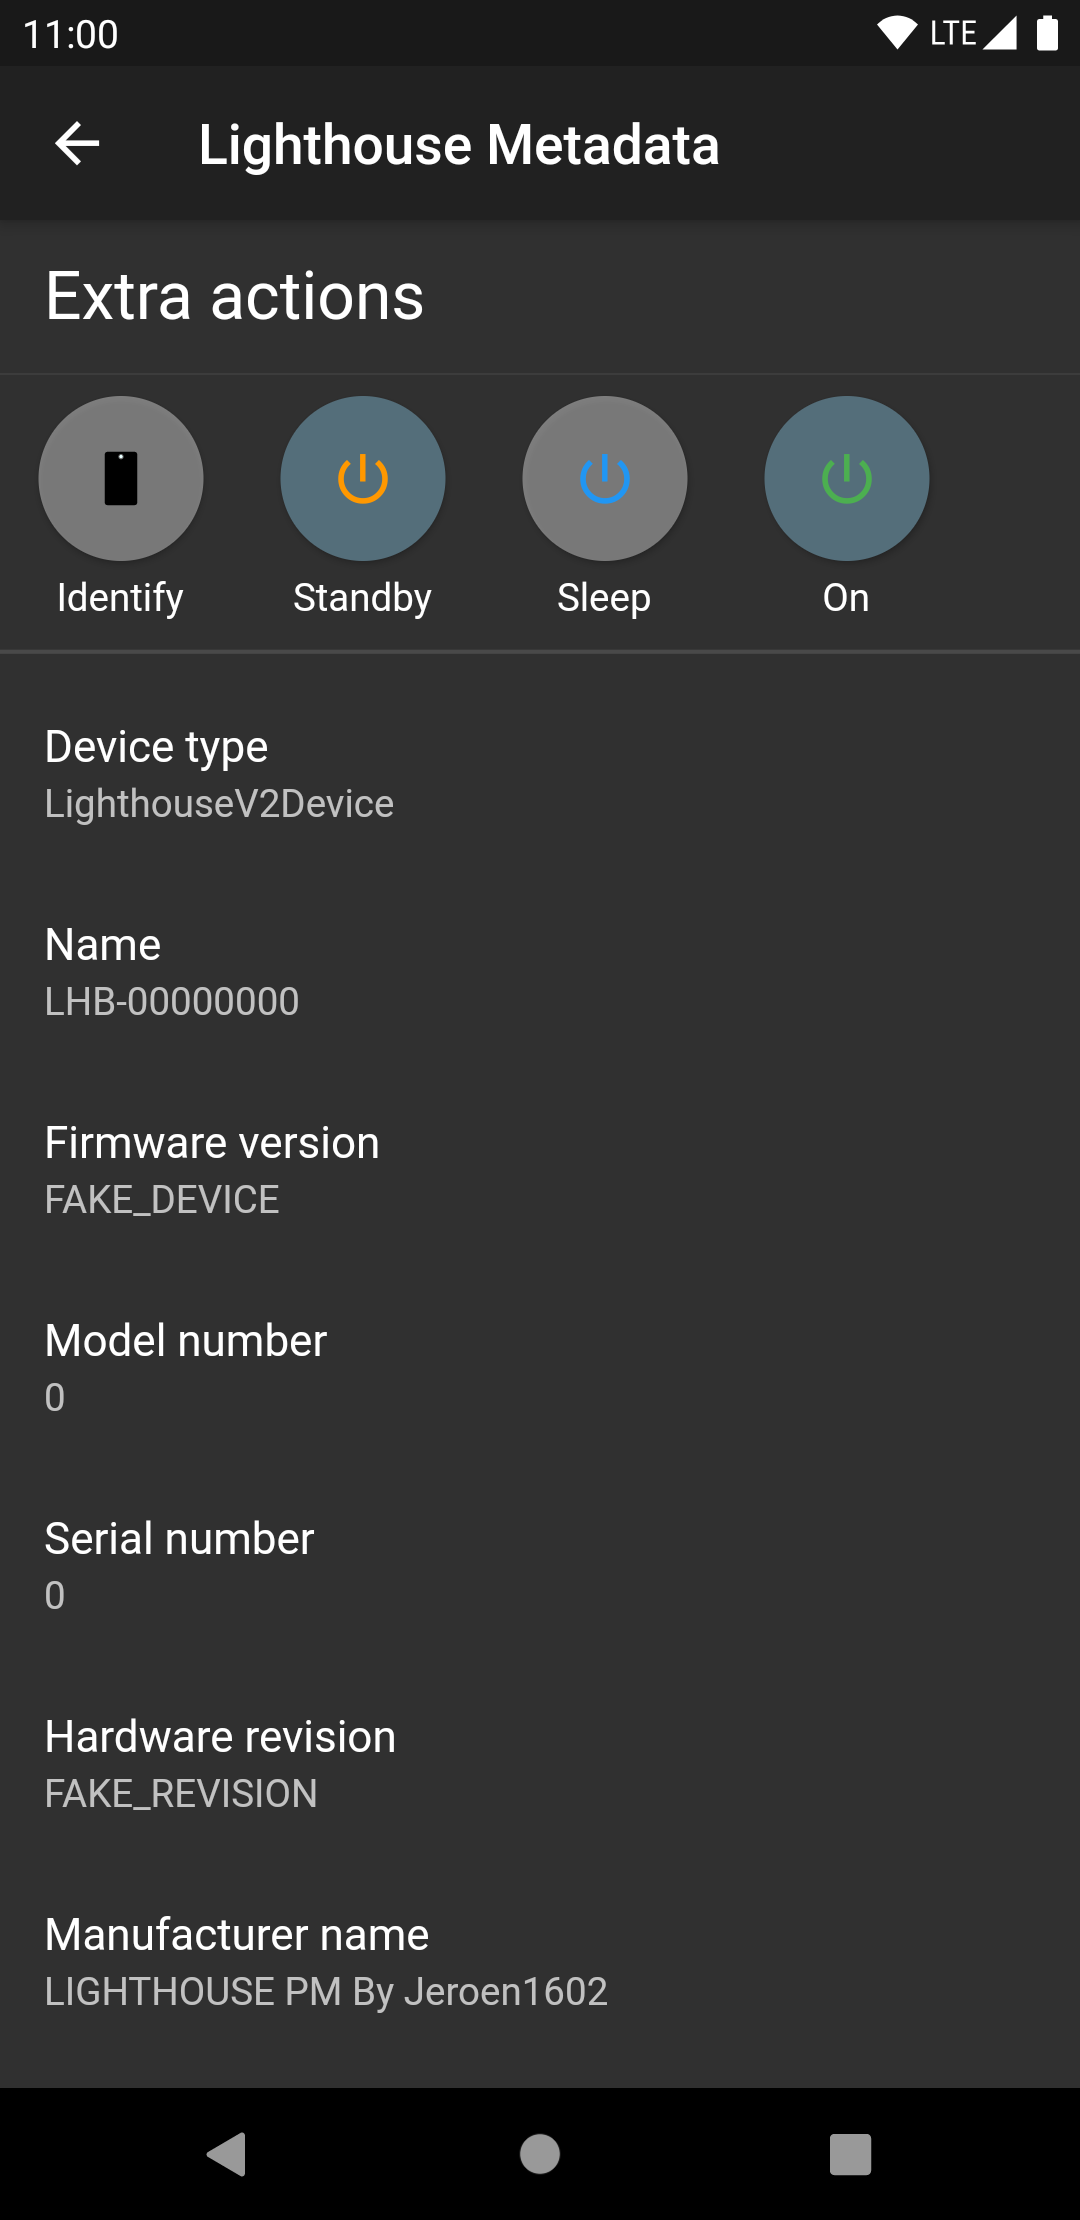 11:00
LTE
Lighthouse Metadata
Extra actions
Identify
Standby
Sleep
On
Device type
LighthouseV2Device
Name
LHB-00000000
Firmware version
FAKE_DEVICE
Model number
0
Serial number
0
Hardware revision
FAKE_REVISION
Manufacturer name
LIGHTHOUSE PM By Jeroen1602